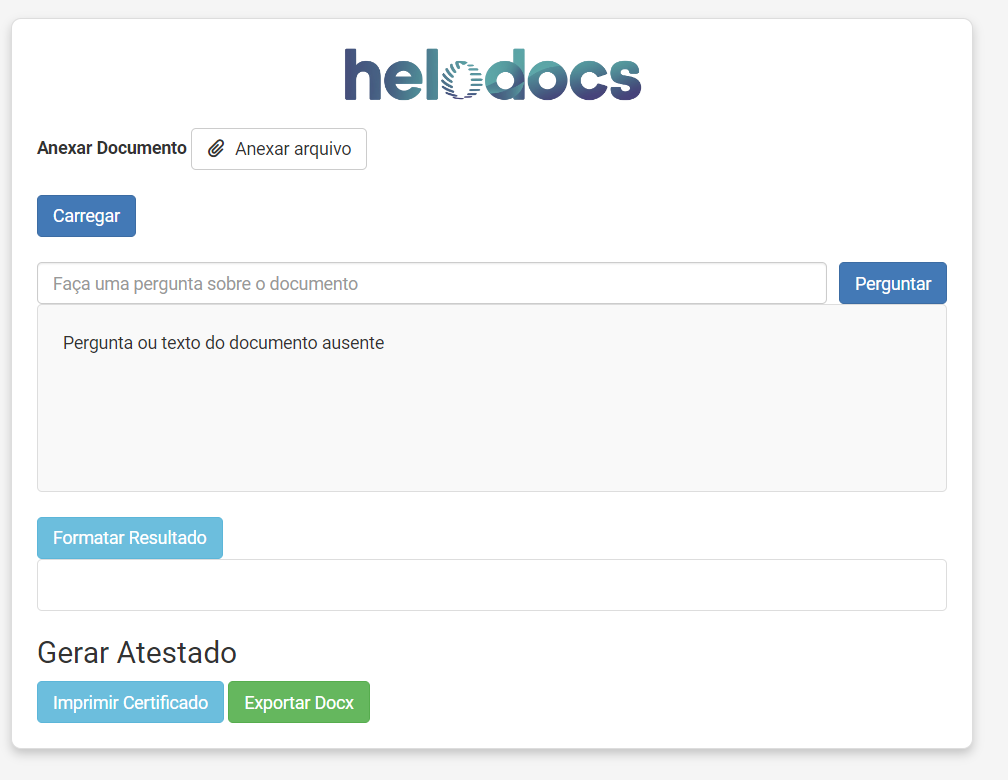 helodocs
Anexar Documento Anexar arquivo
Carregar
Faça uma pergunta sobre o documento Perguntar
Pergunta ou texto do documento ausente
Formatar Resultado
Gerar Atestado
Imprimir Certificado Exportar Docx